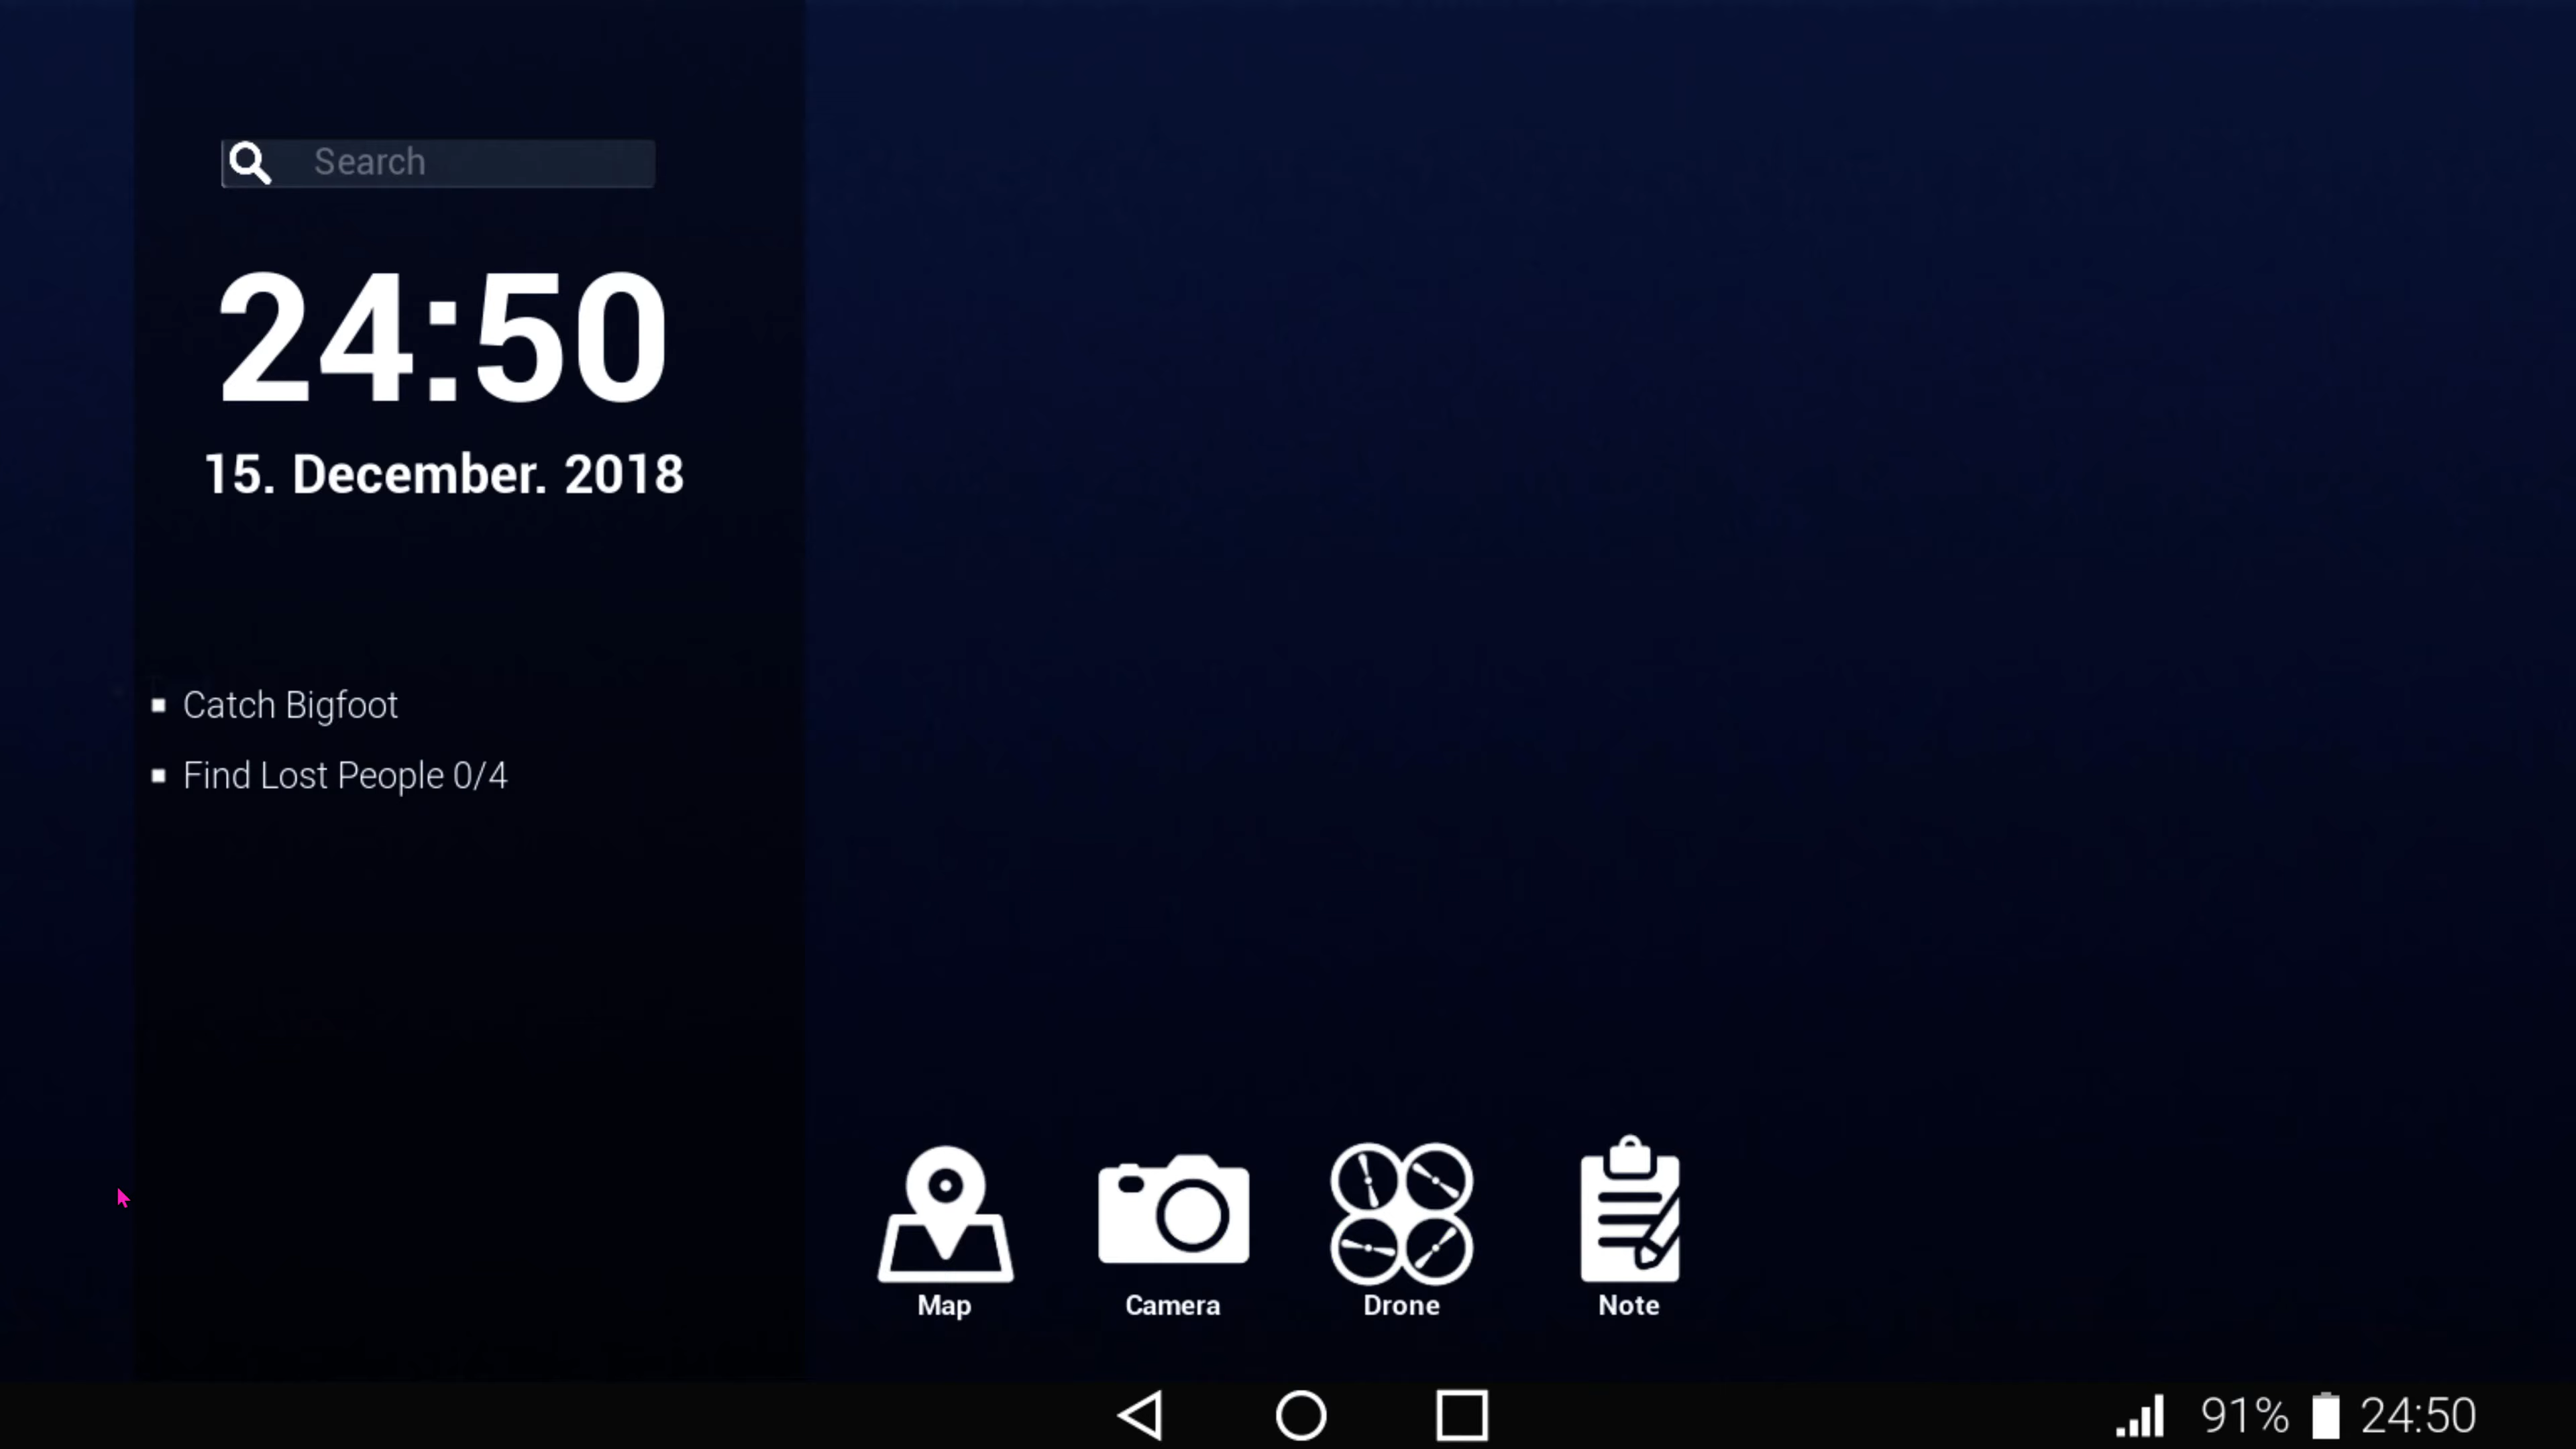 Search
24:50
15. December. 2018
Catch Bigfoot
Find Lost People 0/4
Map
Camera
Drone
Note
91% 24:50